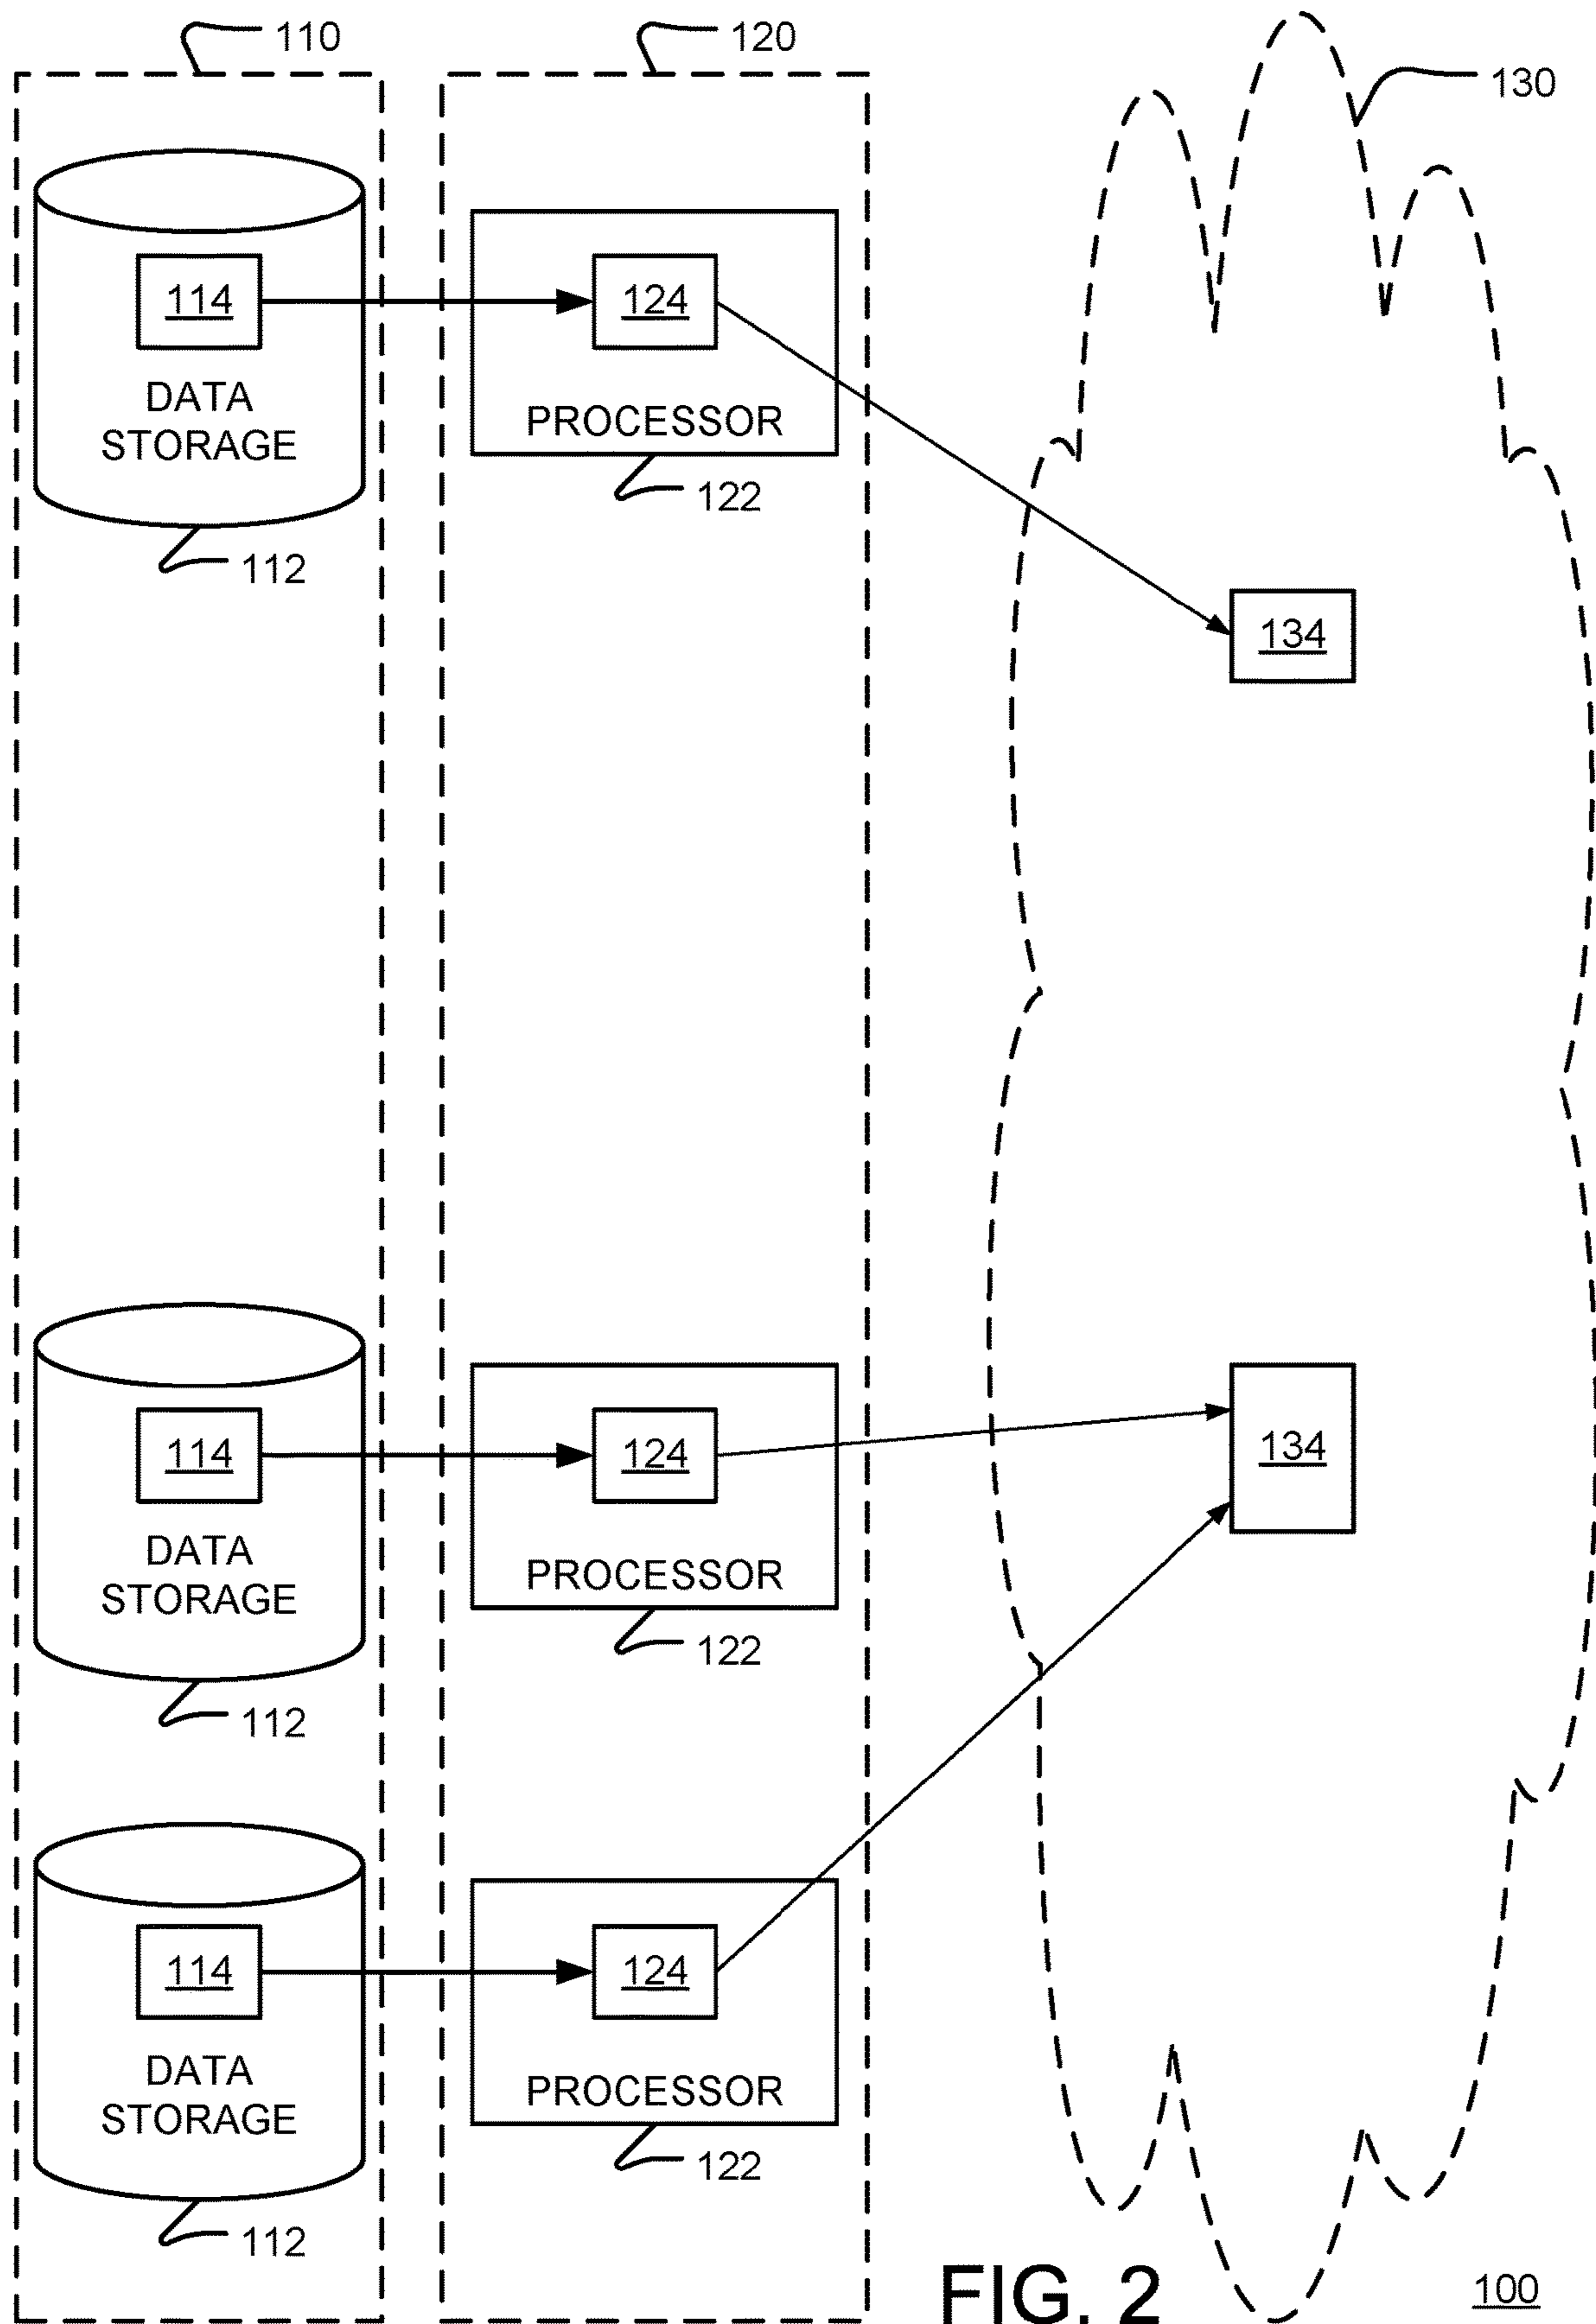 110
120
130
114
124
DATA
STORAGE
PROCESSOR
122
112
134
114
124
134
DATA
STORAGE
PROCESSOR
122
112
114
124
DATA
STORAGE
PROCESSOR
122
112
FIG. 2
100